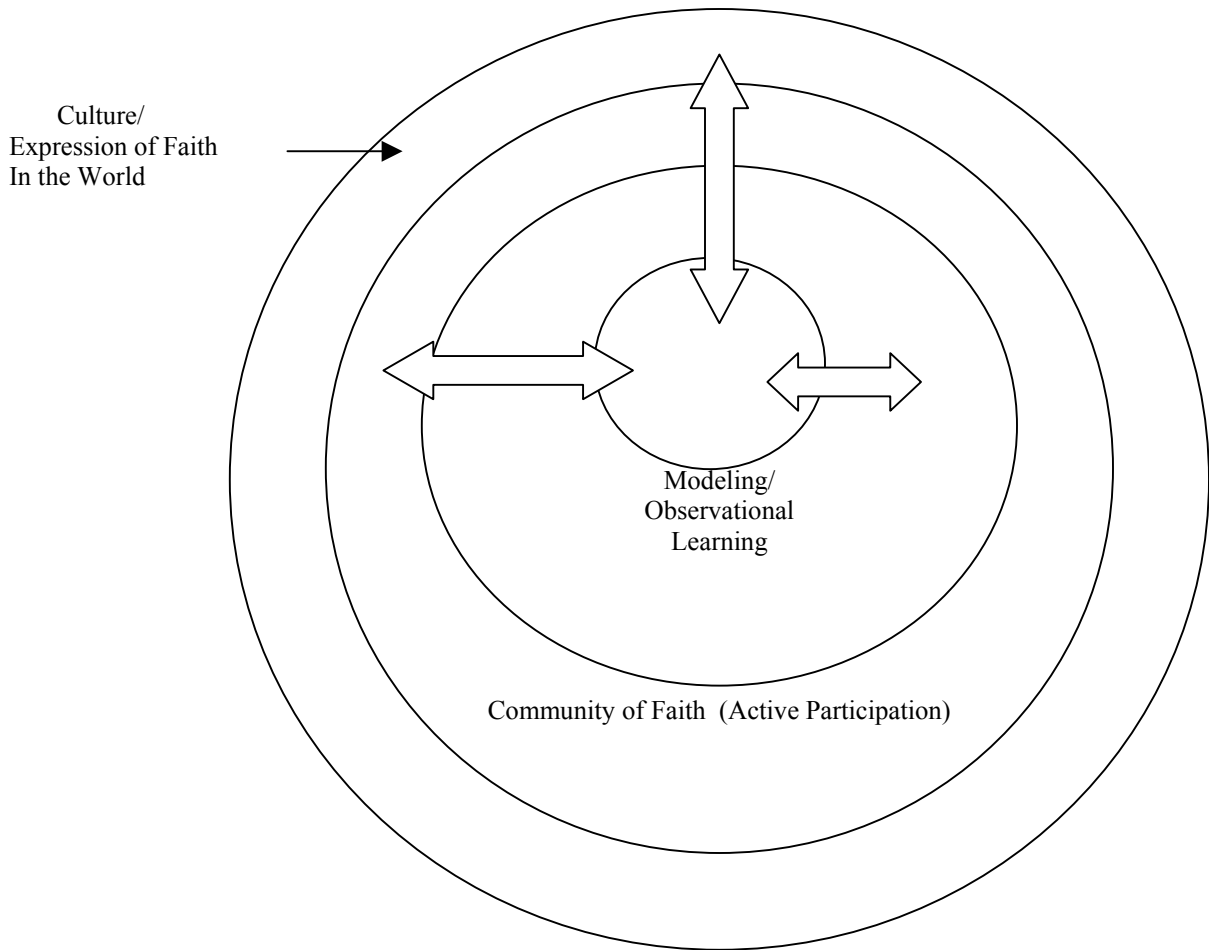 Culture/
Expression of Faith
In the World
Modeling/
Observational
Learning
Community of Faith (Active Participation)